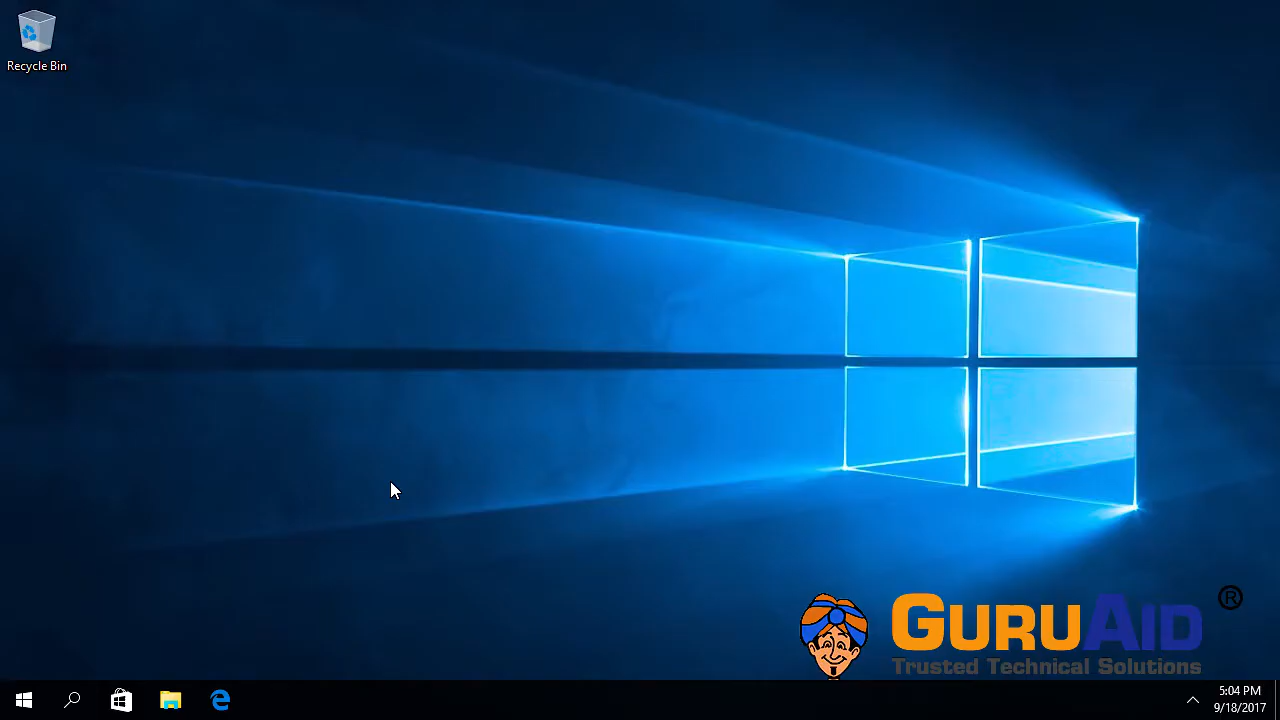 Recycle Bin
GURUAID ®
Trusted Technical Solutions
5:04 PM
9/18/2017